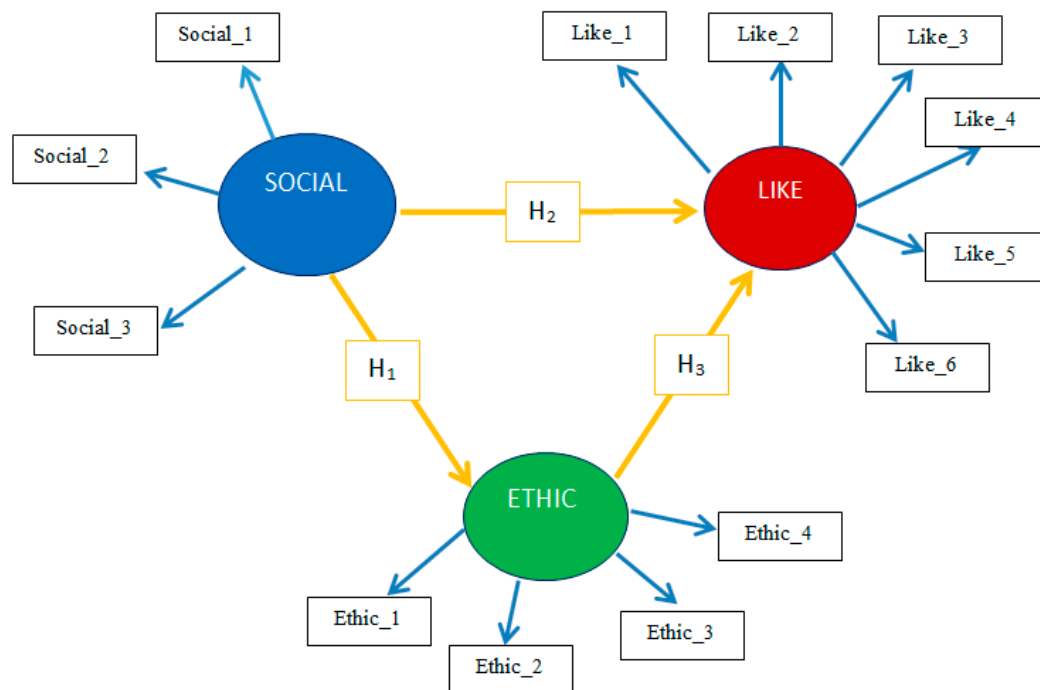 Social_1
Like_1
Like_2
Like_3
Like_4
Social_2
SOCIAL
LIKE
H₂
Like_5
Social_3
H₁
H₃
Like_6
ETHIC
Ethic_4
Ethic_1
Ethic_3
Ethic_2